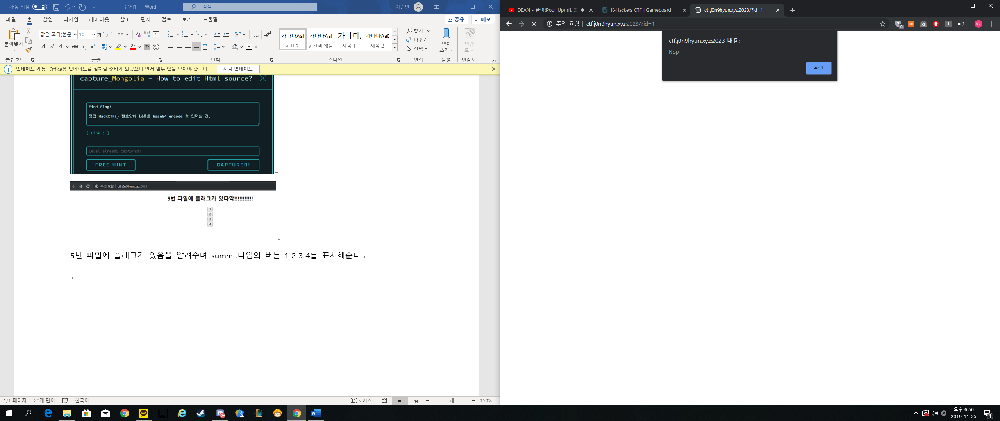 자동 저장 끔
문서1 - Word
검색
이경민
파일 홈 삽입 디자인 레이아웃 참조 편지 검토 보기 도움말
공유 메모
붙여넣기
클립보드
맑은 고딕(본문 10
글꼴
단락
가나다AaE
표준
가나다AaE
간격 없음
가나다,
제목 1
가나다AaE
제목 2
스타일
찾기
바꾸기
선택
편집
받아
쓰기
음성
민감
도
민감도
업데이트 가능 Office용 업데이트를 설치할 준비가 되었으나 먼저 일부 앱을 닫아야 합니다. 지금 업데이트
capture_Mongolia - How to edit Html source?
Find Flag!
정답 HackCTF{} 괄호안에 내용을 base64 encode 후 입력할 것.
[ Link 1 ]
Level already captured!
FREE HINT CAPTURED!
주의 요함 | ctf.j0n9hyun.xyz:2023
5번 파일에 플래그가 있다악!!!!!!!!!!!
1
2
3
4
5번 파일에 플래그가 있음을 알려주며 summit타입의 버튼 1 2 3 4를 표시해준다.
1/1 페이지 20개 단어 한국어 포커스 150%
DEAN - 풀어(Pour Up) (ft. Z
K-Hackers CTF | Gameboard
ctf.j0n9hyun.xyz:2023/?id=1
주의 요함 | ctf.j0n9hyun.xyz:2023/?id=1
경민
ctf.j0n9hyun.xyz:2023 내용:
Nop
확인
오후 6:56
2019-11-25
4